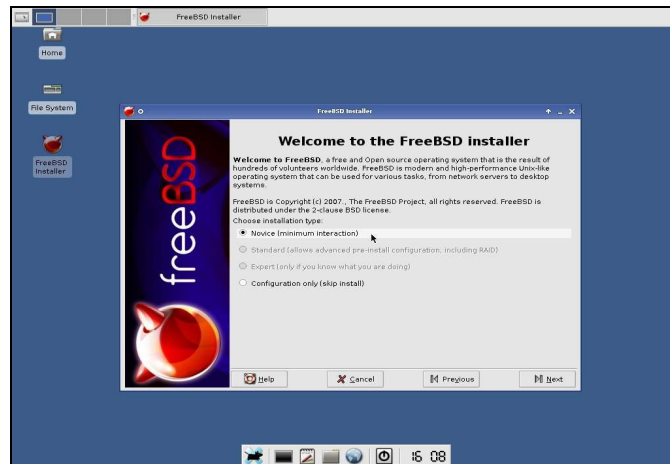 FreeBSD Installer
Home
File System
FreeBSD
Installer
FreeBSD Installer
freeBSD
Welcome to the FreeBSD installer
Welcome to FreeBSD, a free and Open source operating system that is the result of
hundreds of volunteers worldwide. FreeBSD is modern and high-performance Unix-like
operating system that can be used for various tasks, from network servers to desktop
systems.
FreeBSD is Copyright (c) 2007., The FreeBSD Project, all rights reserved. FreeBSD is
distributed under the 2-clause BSD license.
Choose installation type:
Novice (minimum interaction)
Standard (allows advanced pre-install configuration, including RAID)
Expert (only if you know what you are doing)
Configuration only (skip install)
Help
Cancel
Previous
Next
16 08